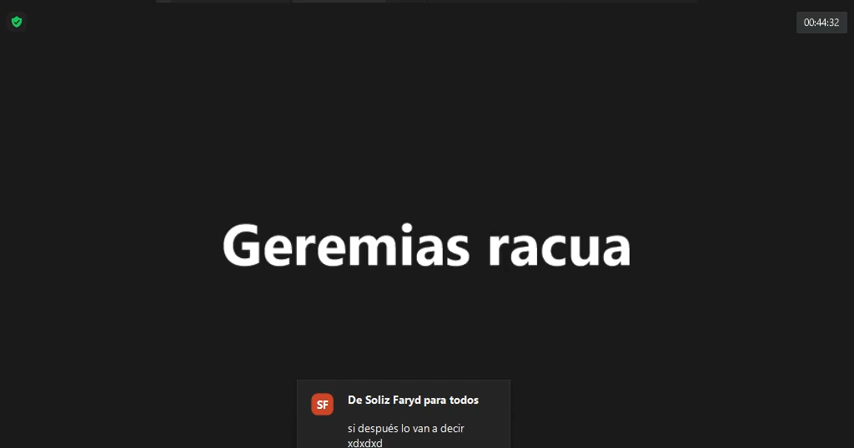 00:44:32
Geremias racua
SF
De Soliz Faryd para todos
si después lo van a decir
xdxdxd